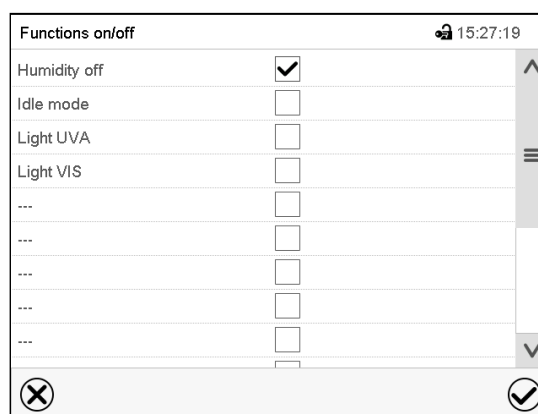 Functions on/off 15:27:19
Humidity off
Idle mode
Light UVA
Light VIS
---
---
---
---
---